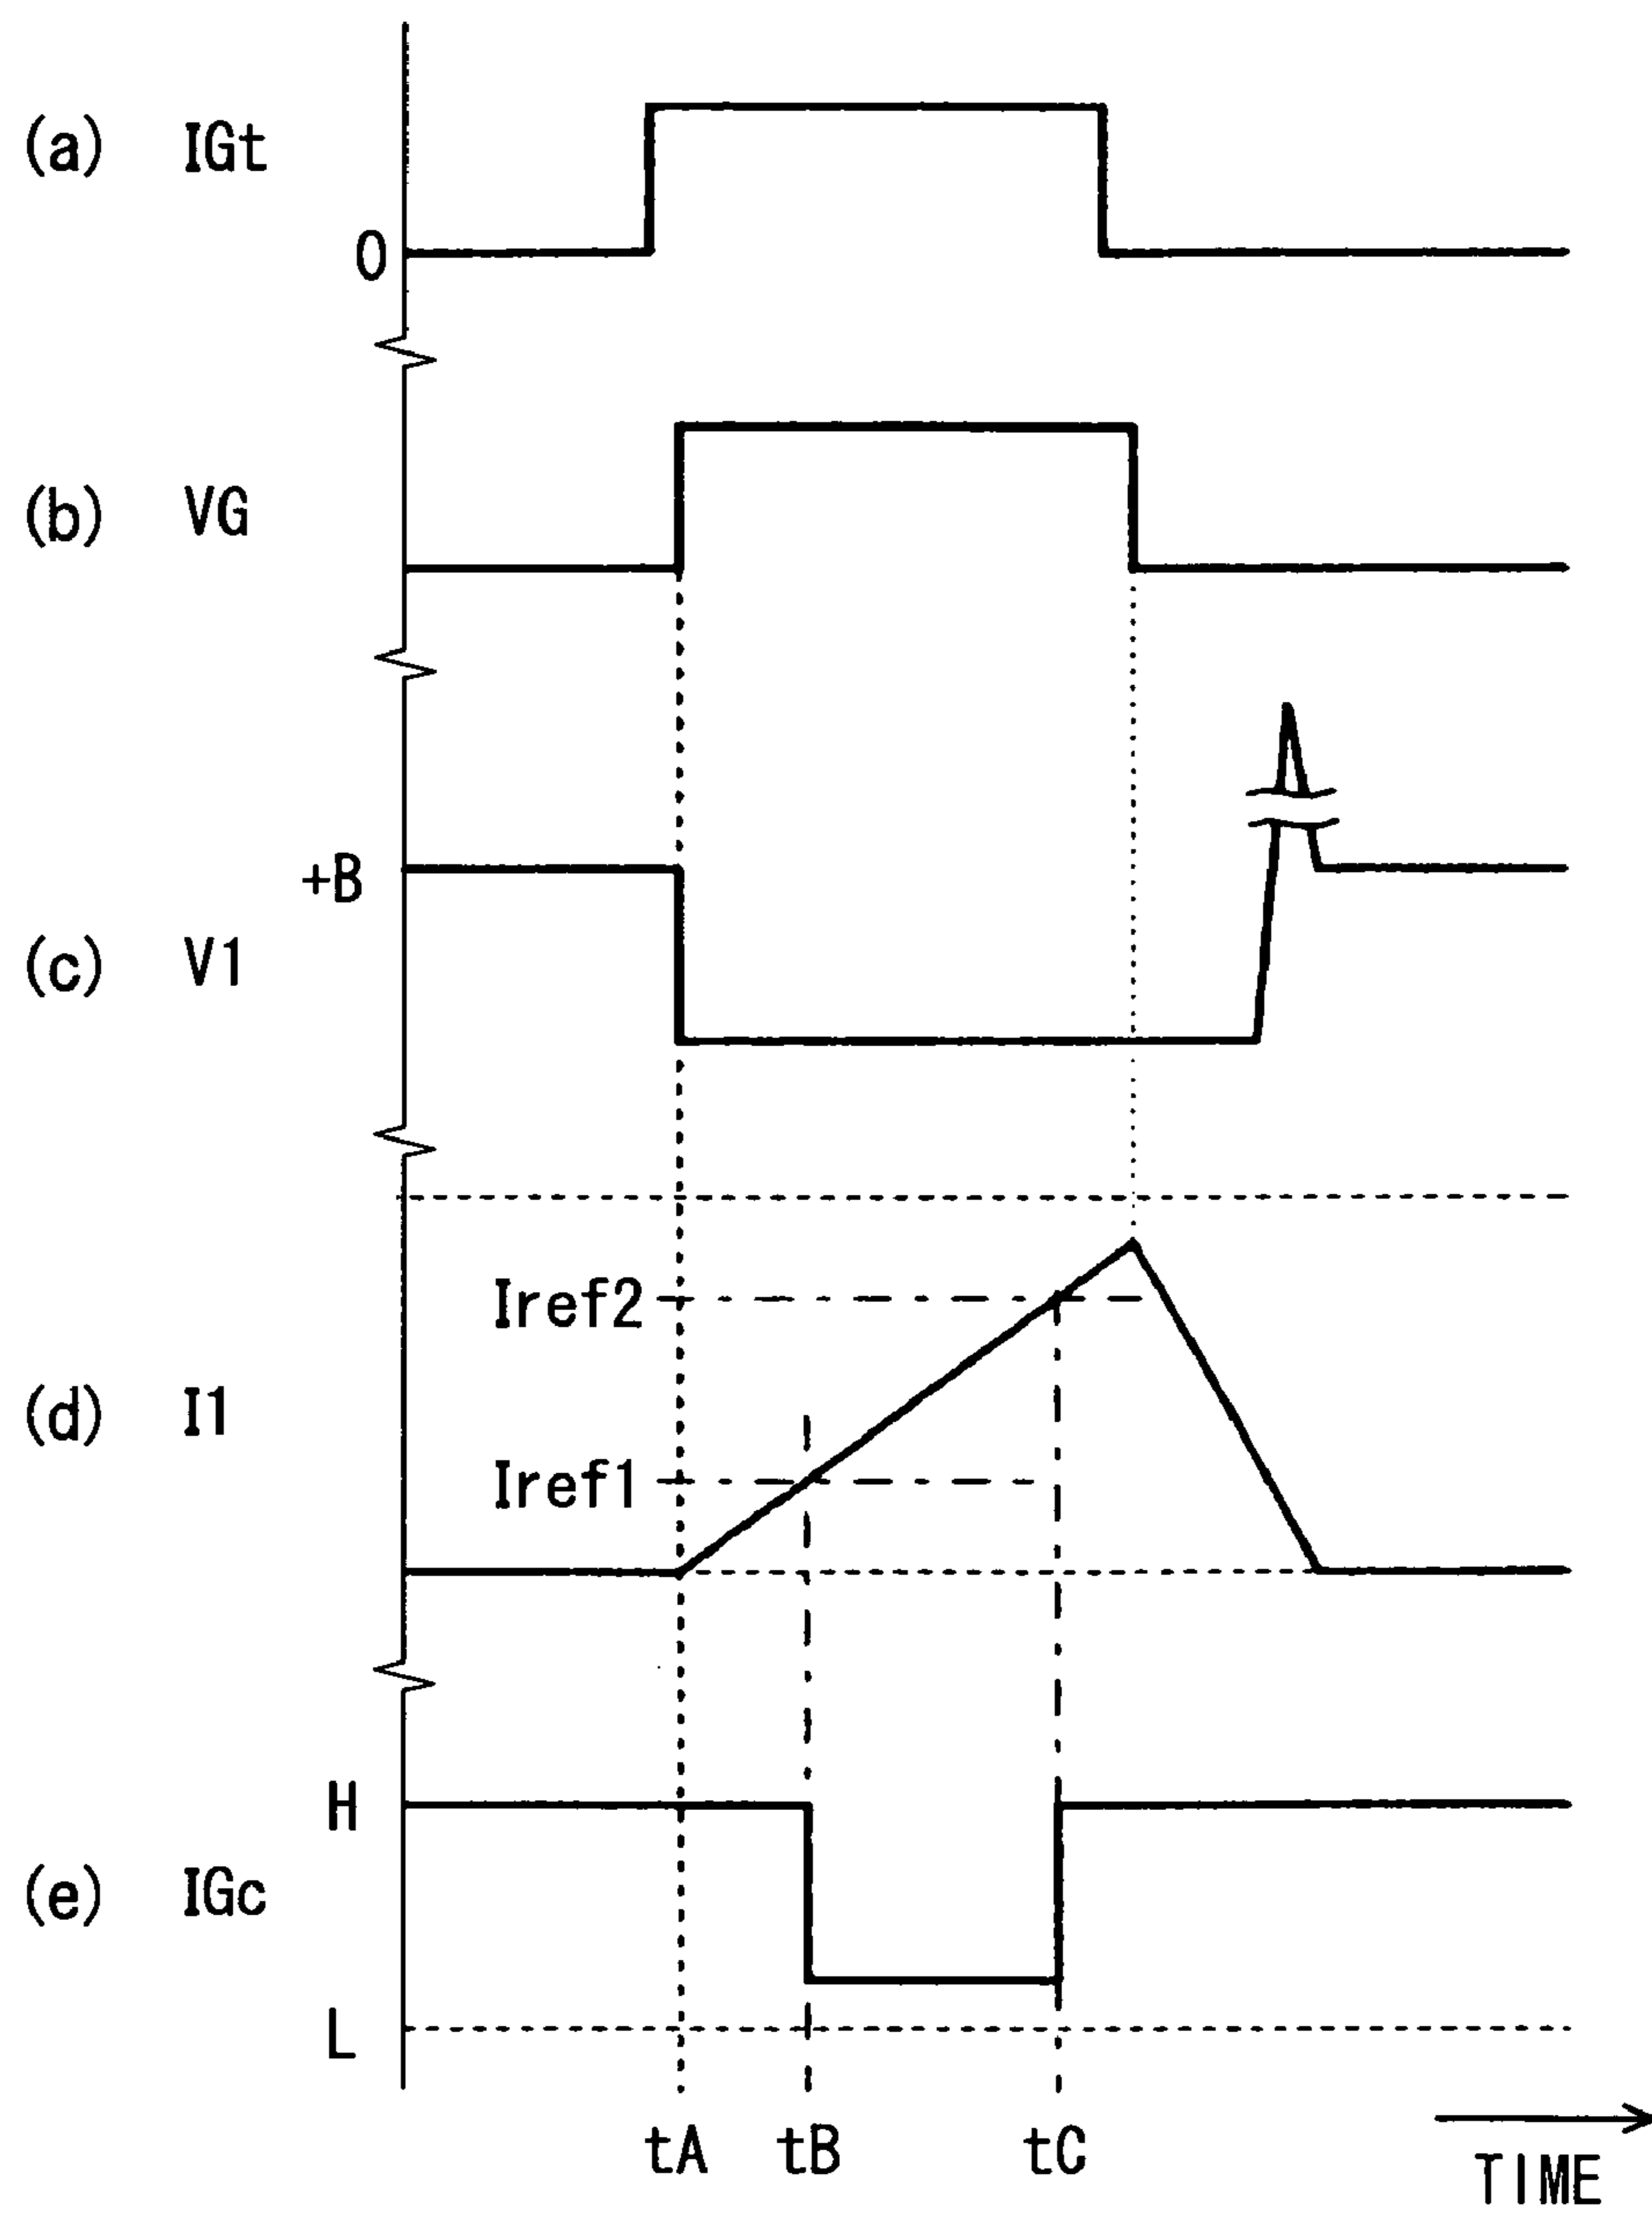 (a) IGt
0
(b) VG
+B
(c) V1
Iref2
(d) I1
Iref1
H
(e) IGc
L
tA tB tC
TIME